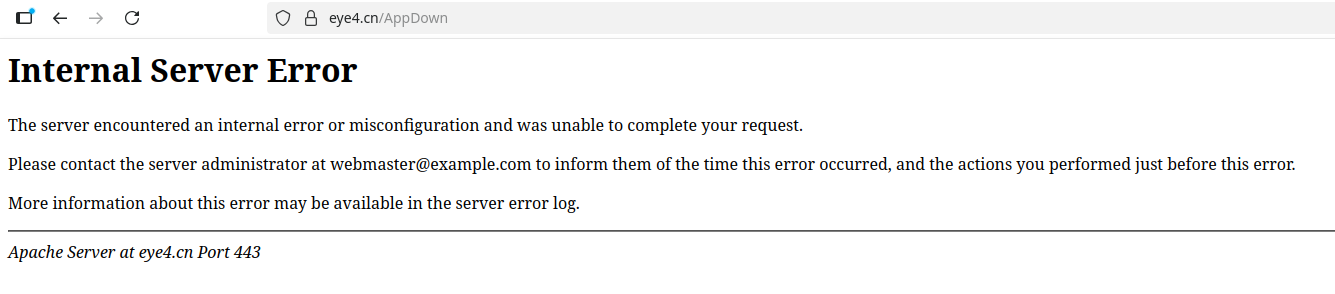 eye4.cn/AppDown
Internal Server Error
The server encountered an internal error or misconfiguration and was unable to complete your request.
Please contact the server administrator at webmaster@example.com to inform them of the time this error occurred, and the actions you performed just before this error.
More information about this error may be available in the server error log.
Apache Server at eye4.cn Port 443